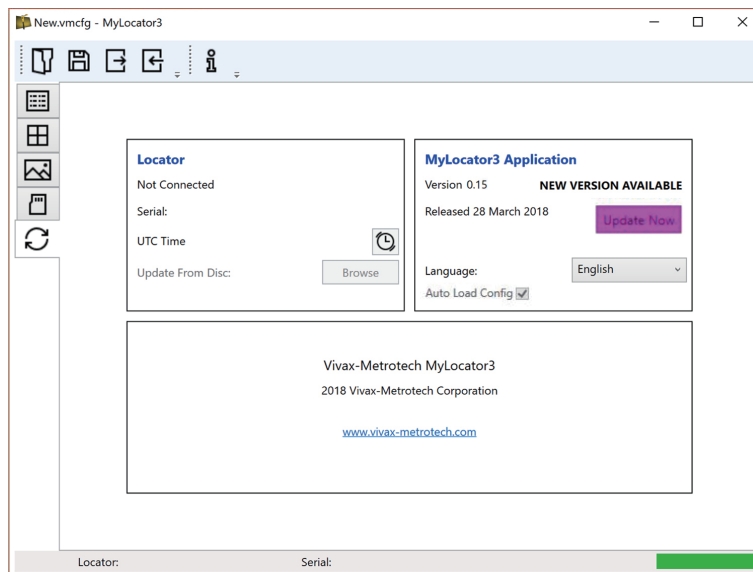 New.vmcfg - MyLocator3
Locator
Not Connected
Serial:
UTC Time
Update From Disc:
Browse
MyLocator3 Application
Version 0.15
NEW VERSION AVAILABLE
Released 28 March 2018
Update Now
Language:
English
Auto Load Config
Vivax-Metrotech MyLocator3
2018 Vivax-Metrotech Corporation
www.vivax-metrotech.com
Locator:
Serial: